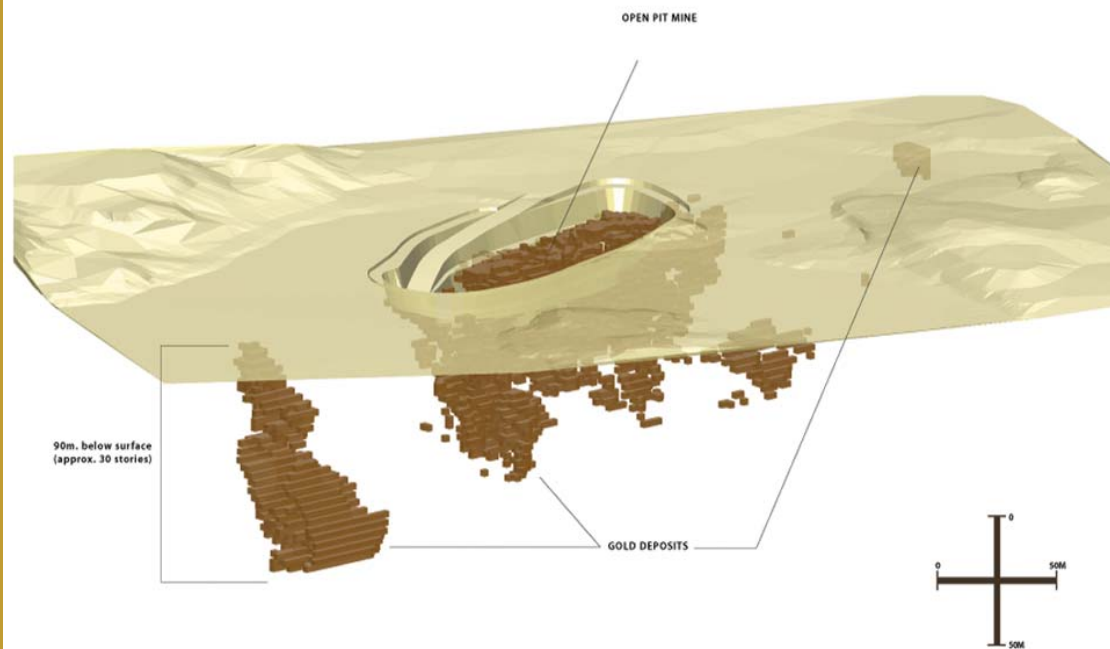 OPEN PIT MINE
90m. below surface
(approx. 30 stories)
GOLD DEPOSITS
0
0
50M
50M